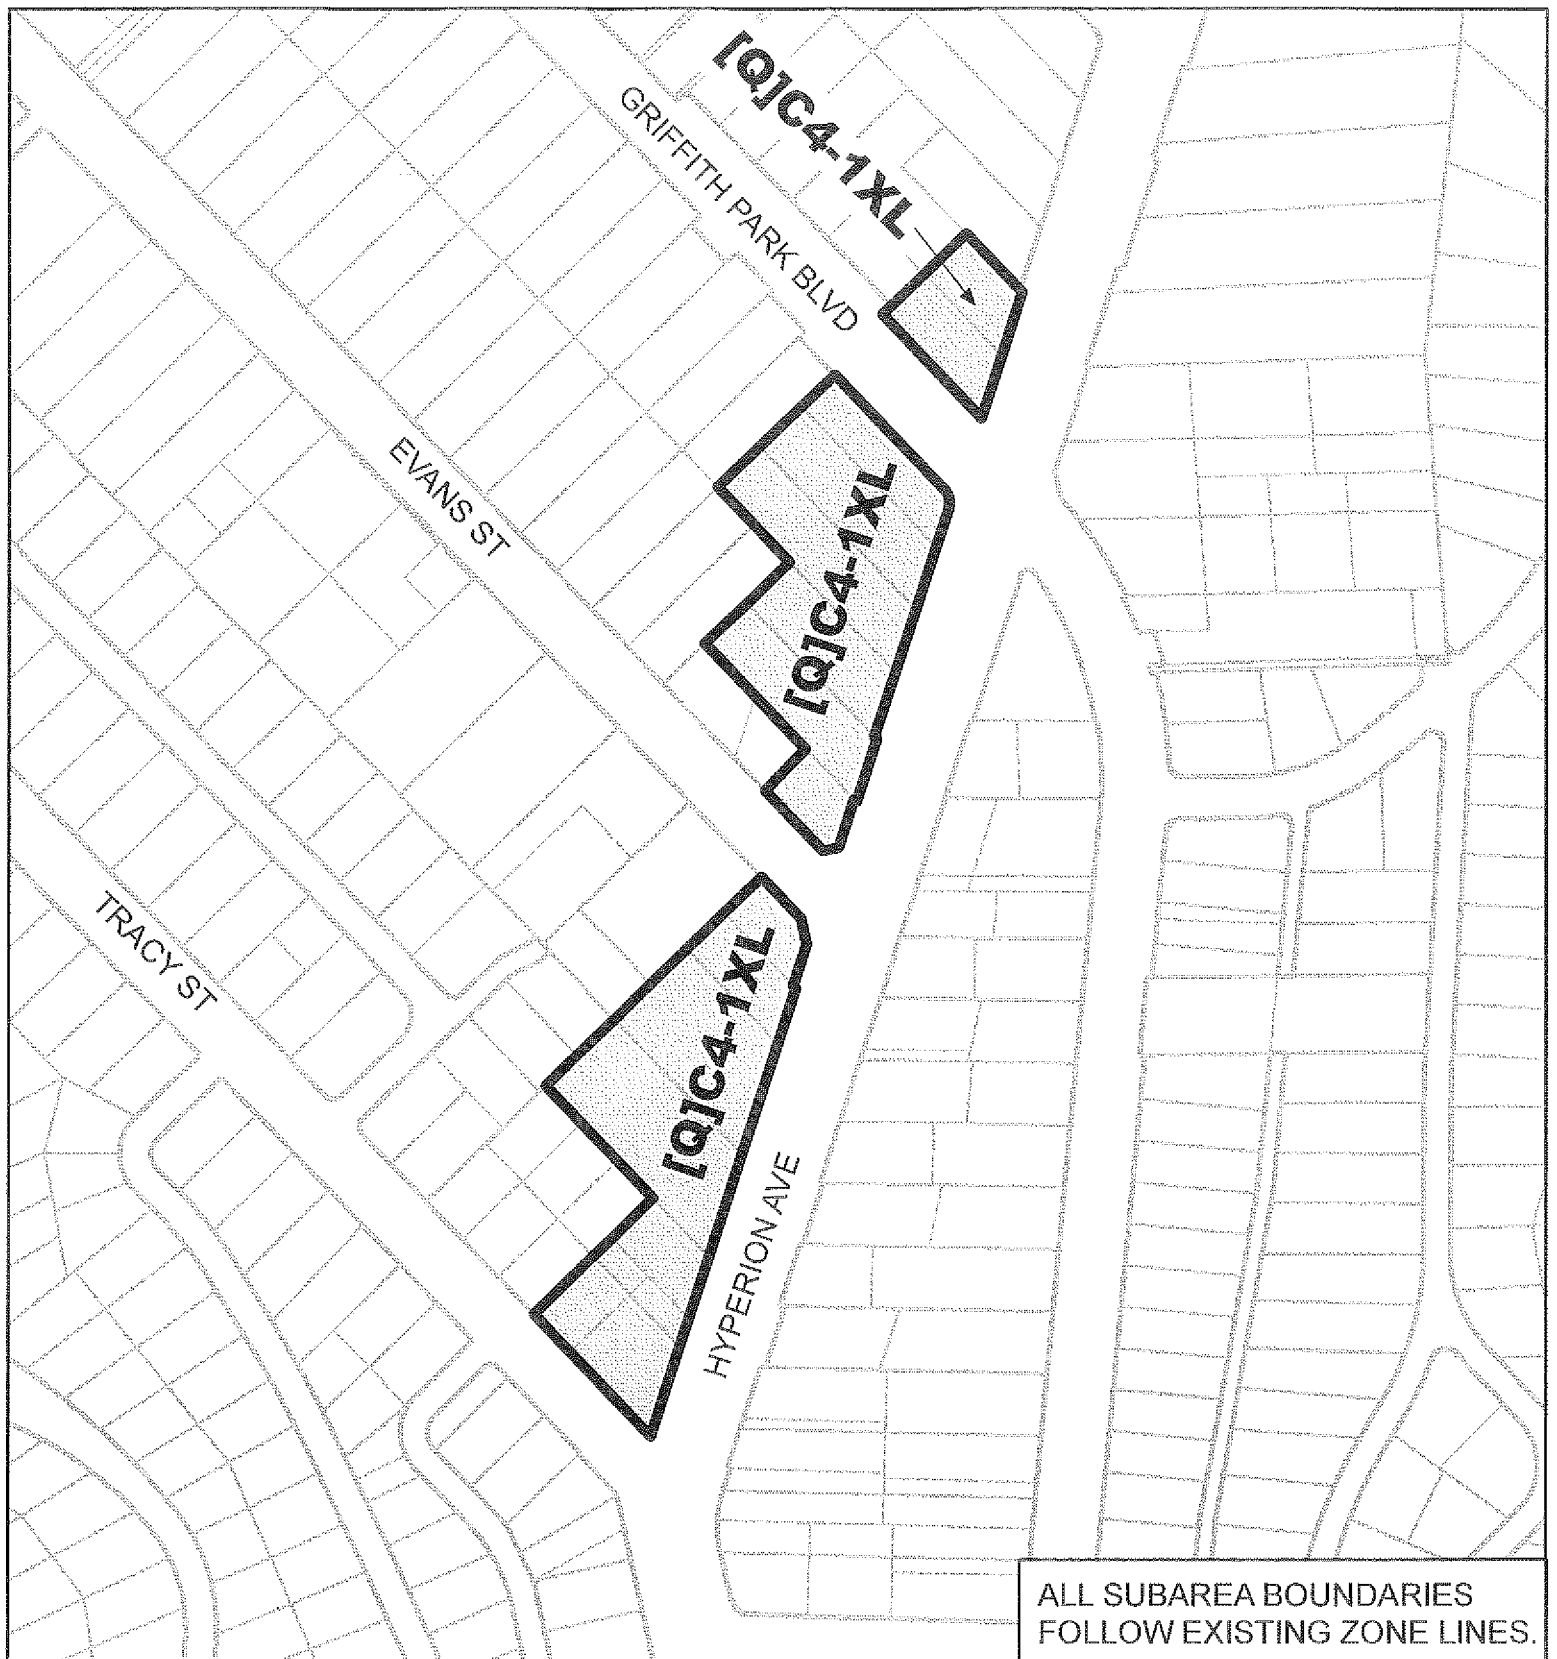 [Q]C4-1XL
GRIFFITH PARK BLVD
[Q]C4-1XL
EVANS ST
[Q]C4-1XL
TRACY ST
HYPERION AVE
ALL SUBAREA BOUNDARIES
FOLLOW EXISTING ZONE LINES.